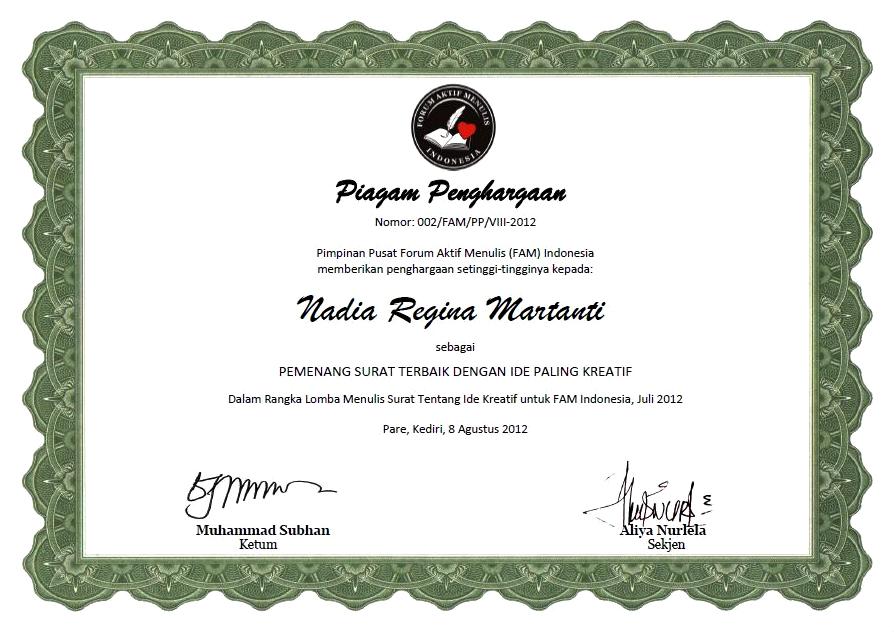 FORUM AKTIF MENULIS
INDONESIA
Piagam Penghargaan
Nomor: 002/FAM/PP/VIII-2012
Pimpinan Pusat Forum Aktif Menulis (FAM) Indonesia
memberikan penghargaan setinggi-tingginya kepada:
Nadia Regina Martanti
sebagai
PEMENANG SURAT TERBAIK DENGAN IDE PALING KREATIF
Dalam Rangka Lomba Menulis Surat Tentang Ide Kreatif untuk FAM Indonesia, Juli 2012
Pare, Kediri, 8 Agustus 2012
Muhammad Subhan
Ketum
Aliya Nurlela
Sekjen